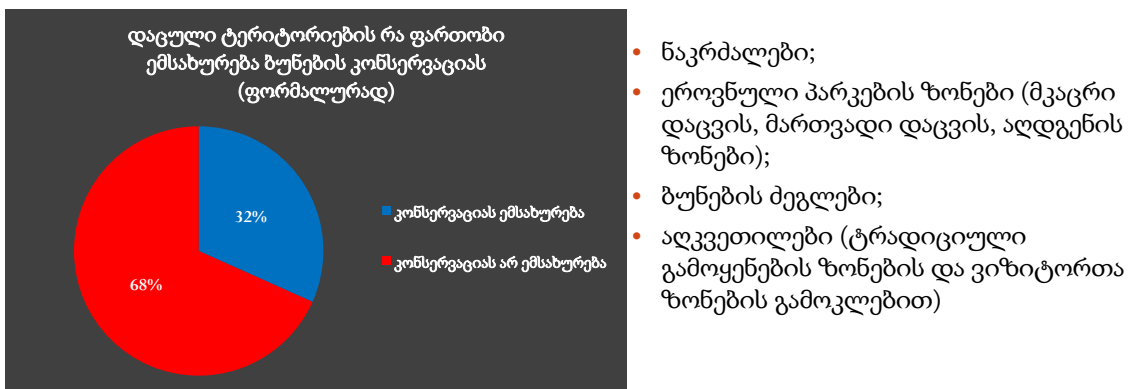 დაცული ტერიტორიების რა ფართობი
ემსახურება ბუნების კონსერვაციას
(ფორმალურად)
32%
68%
კონსერვაციას ემსახურება
კონსერვაციას არ ემსახურება
• ნაკრძალები;
• ეროვნული პარკების ზონები (მკაცრი
დაცვის, მართვადი დაცვის, აღდგენის
ზონები);
• ბუნების ძეგლები;
• აღკვეთილები (ტრადიციული
გამოყენების ზონების და ვიზიტორთა
ზონების გამოკლებით)